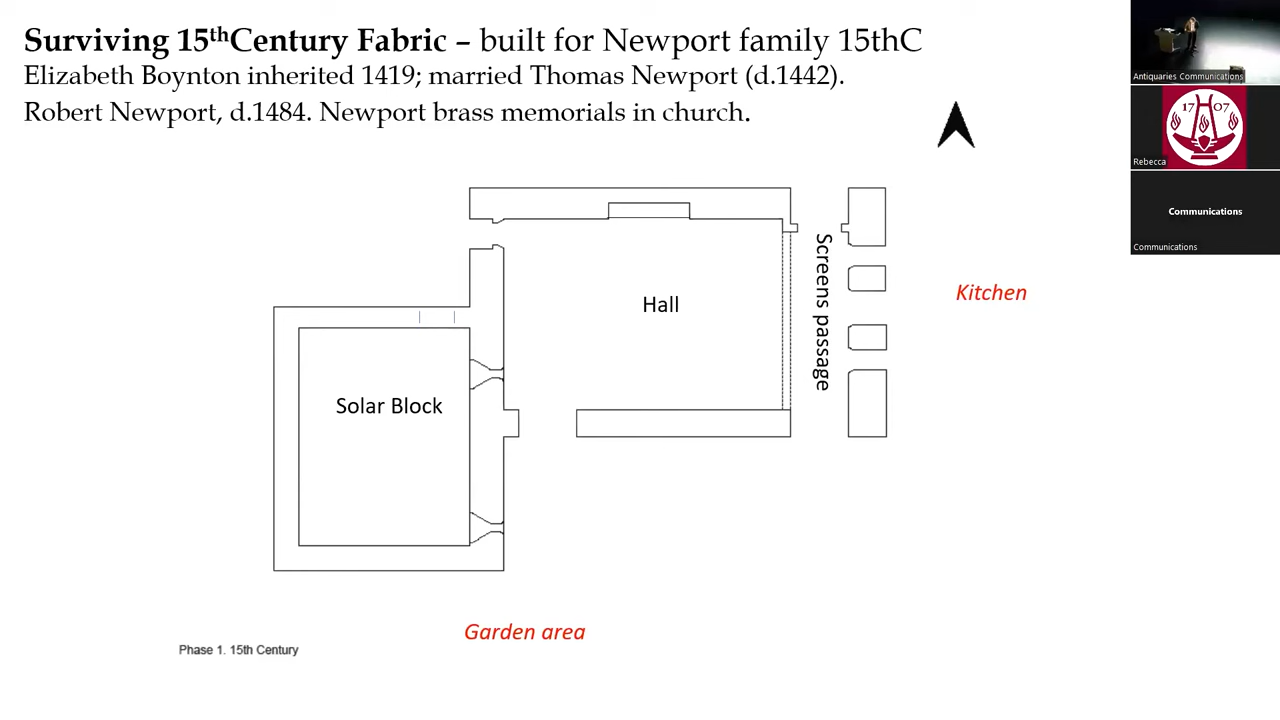 Surviving 15thCentury Fabric – built for Newport family 15thC
Elizabeth Boynton inherited 1419; married Thomas Newport (d.1442).
Robert Newport, d.1484. Newport brass memorials in church.
Antiquaries Communications
17 07
Rebecca
Communications
Communications
Screens passage
Kitchen
Hall
Solar Block
Garden area
Phase 1. 15th Century